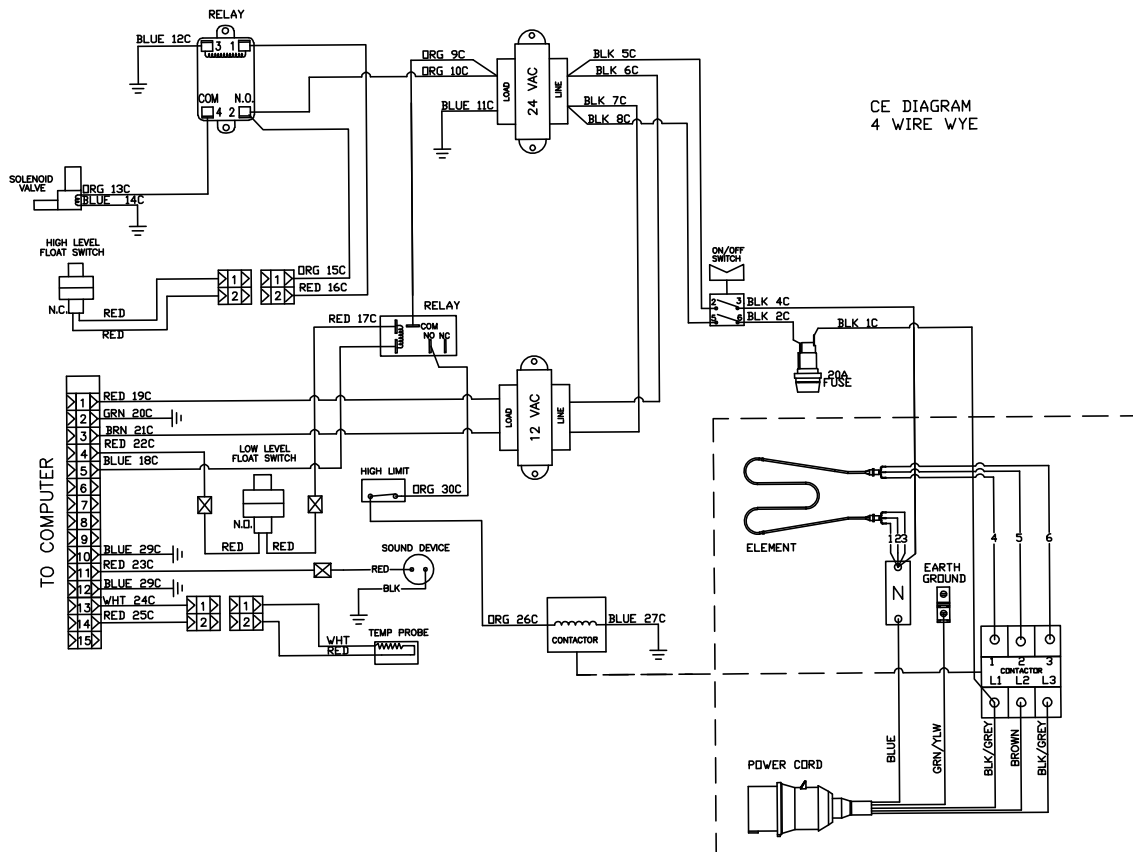 RELAY
BLUE 12C
3 1
COM N.O.
4 2
ORG 9C
ORG 10C
BLUE 11C
LOAD
24 VAC
LINE
BLK 5C
BLK 6C
BLK 7C
BLK 8C
CE DIAGRAM
4 WIRE WYE
SOLENOID
VALVE
ORG 13C
BLUE 14C
HIGH LEVEL
FLOAT SWITCH
N.C.
RED
RED
1
2
1
2
ORG 15C
RED 16C
ON/OFF
SWITCH
2 3
5 6
BLK 4C
BLK 2C
BLK 1C
20A
FUSE
RELAY
RED 17C
COM
NO NC
LOAD
12 VAC
LINE
TO COMPUTER
1
2
3
4
5
6
7
8
9
10
11
12
13
14
15
RED 19C
GRN 20C
BRN 21C
RED 22C
BLUE 18C
LOW LEVEL
FLOAT SWITCH
N.O.
RED
RED
HIGH LIMIT
ORG 30C
BLUE 29C
RED 23C
BLUE 29C
WHT 24C
RED 25C
1
2
1
2
SOUND DEVICE
RED
BLK
WHT
RED
TEMP PROBE
ORG 26C
CONTACTOR
BLUE 27C
ELEMENT
123
4
5
6
N
EARTH
GROUND
1 2 3
CONTACTOR
L1 L2 L3
BLUE
GRN/YLW
BLK/GREY
BROWN
BLK/GREY
POWER CORD